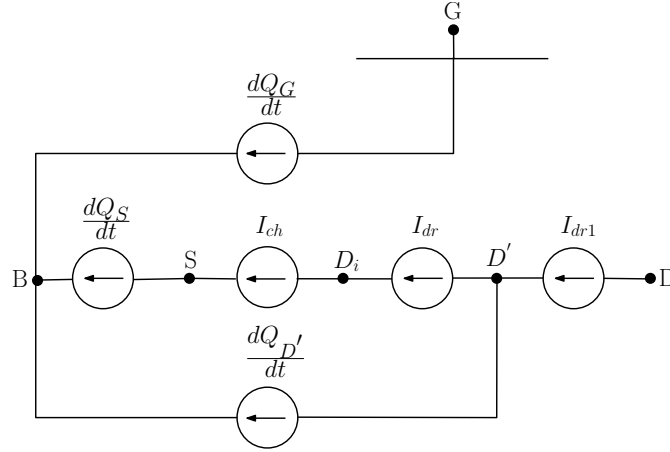 G
dQ_G
dt
dQ_S
dt
I_ch
I_dr
I_dr1
B
S
D_i
D'
D
dQ_D'
dt